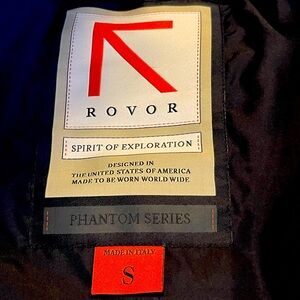 ROVOR
SPIRIT OF EXPLORATION
DESIGNED IN
THE UNITED STATES OF AMERICA
MADE TO BE WORN WORLD WIDE
PHANTOM SERIES
MADE IN ITALY
S